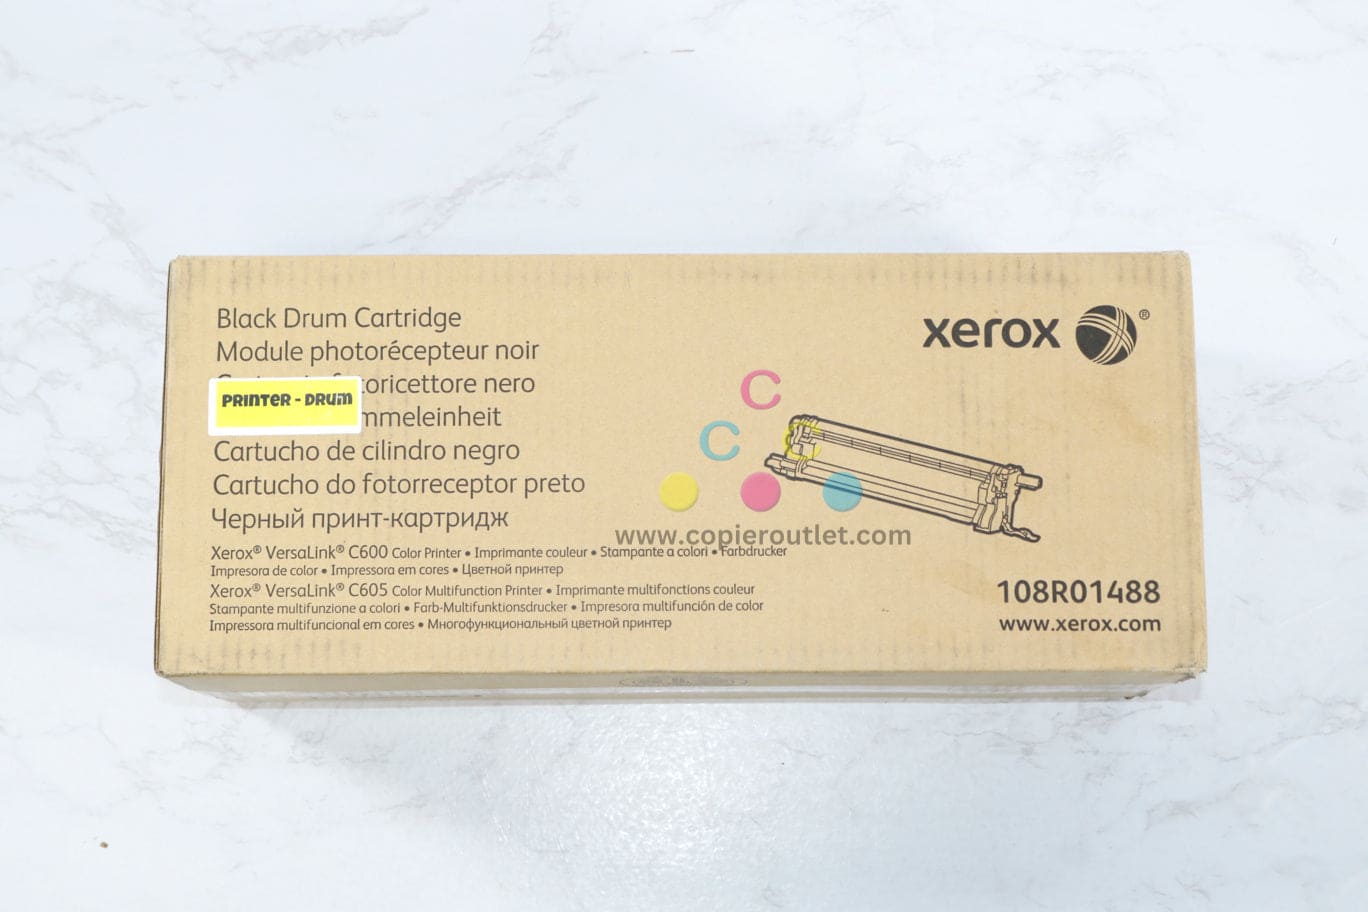 Black Drum Cartridge
Module photorécepteur noir
oricettore nero
PRINTER - DRUM
mmeleinheit
Cartucho de cilindro negro
Cartucho do fotorreceptor preto
Черный принт-картридж
Xerox® VersaLink® C600 Color Printer • Imprimante couleur • Stampante a colori • Farbdrucker
Impresora de color • Impressora em cores • Цветной принтер
Xerox® VersaLink® C605 Color Multifunction Printer • Imprimante multifonctions couleur
Stampante multifunzione a colori • Farb-Multifunktionsdrucker • Impresora multifunción de color
Impressora multifuncional em cores • Многофункциональный цветной принтер
xerox ®
C
C C
www.copieroutlet.com
108R01488
www.xerox.com